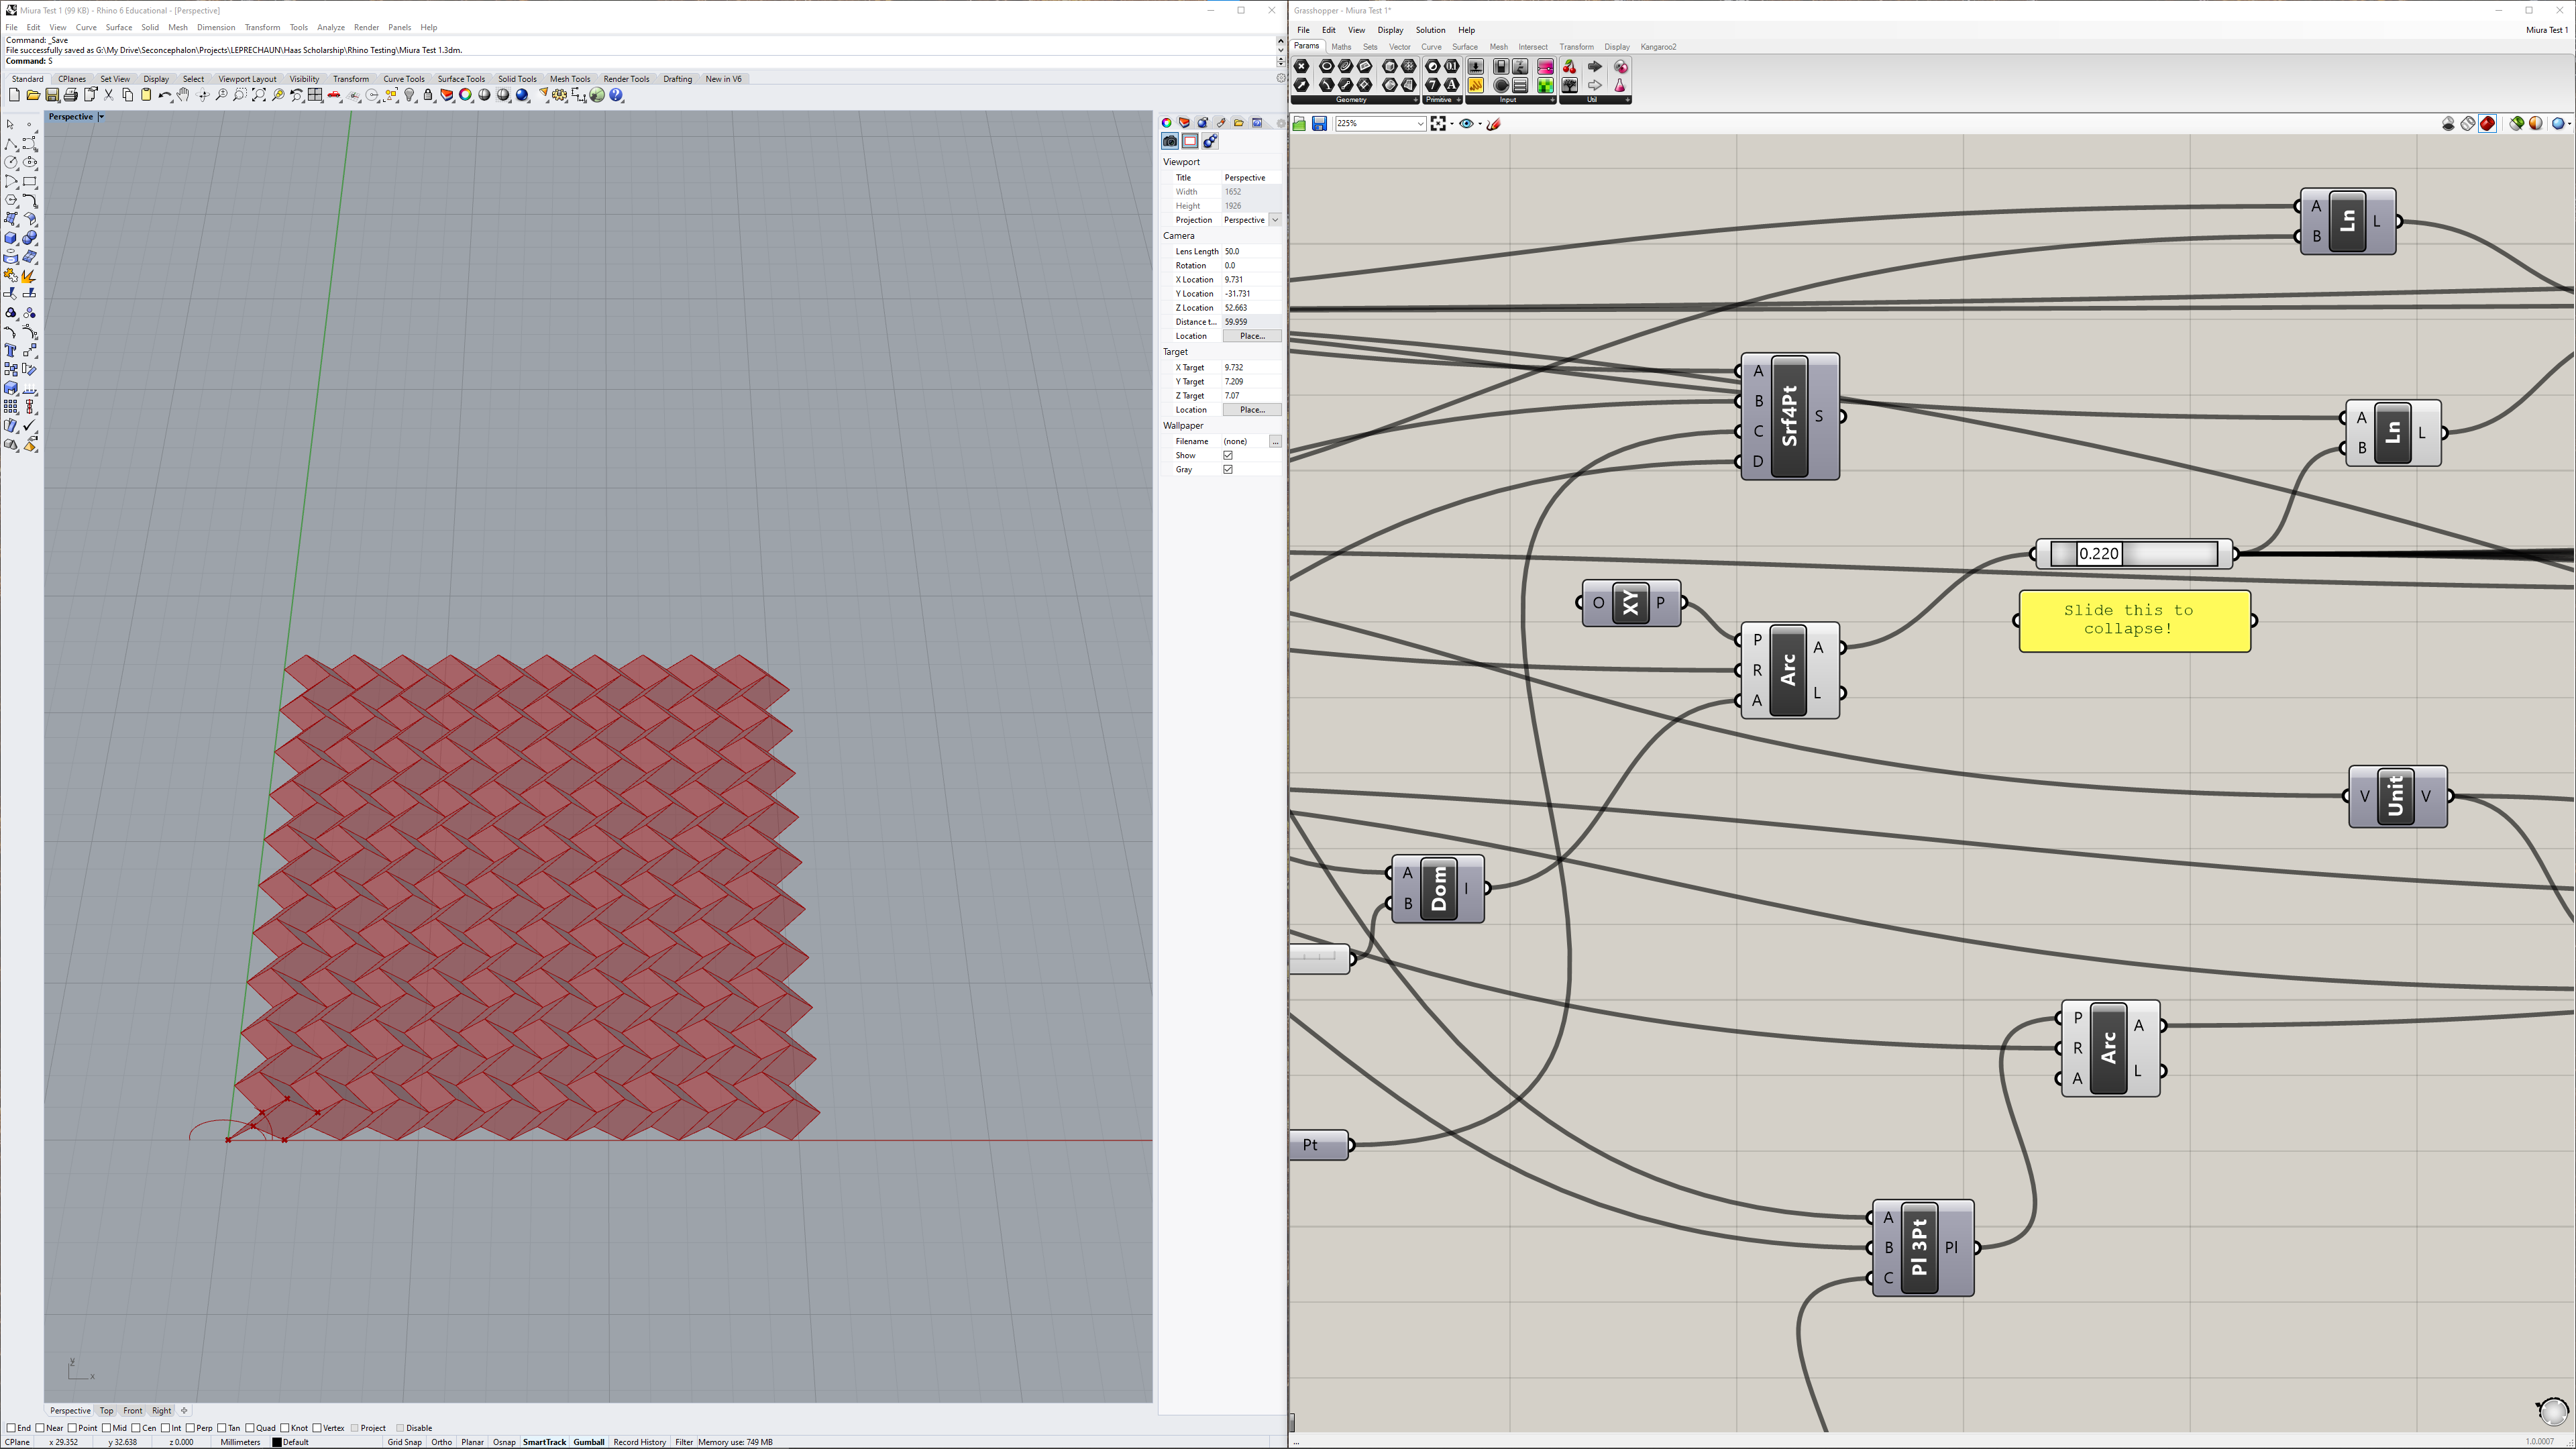 Miura Test 1 (99 KB) - Rhino 6 Educational - [Perspective]
File Edit View Curve Surface Solid Mesh Dimension Transform Tools Analyze Render Panels Help
Command: _Save
File successfully saved as G:\My Drive\Seconcephalon\Projects\LEPRECHAUN\Haas Scholarship\Rhino Testing\Miura Test 1.3dm.
Command: S
Standard CPlanes Set View Display Select Viewport Layout Visibility Transform Curve Tools Surface Tools Solid Tools Mesh Tools Render Tools Drafting New in V6
Perspective
Viewport
Title Perspective
Width 1652
Height 1926
Projection Perspective
Camera
Lens Length 50.0
Rotation 0.0
X Location 9.731
Y Location -31.731
Z Location 52.663
Distance t... 59.959
Location Place...
Target
X Target 9.732
Y Target 7.209
Z Target 7.07
Location Place...
Wallpaper
Filename (none) ...
Show
Gray
y
x
Perspective Top Front Right
End Near Point Mid Cen Int Perp Tan Quad Knot Vertex Project Disable
CPlane x 29.352 y 32.638 z 0.000 Millimeters Default Grid Snap Ortho Planar Osnap SmartTrack Gumball Record History Filter Memory use: 749 MB
Grasshopper - Miura Test 1*
File Edit View Display Solution Help
Miura Test 1
Params Maths Sets Vector Curve Surface Mesh Intersect Transform Display Kangaroo2
Geometry Primitive Input Util
225%
A
B
Ln
L
A
B
C
D
Srf4Pt
S
A
B
Ln
L
0.220
O XY P
Slide this to
collapse!
P
R
A
Arc
A
L
V Unit V
A
B
Dom
I
P
R
A
Arc
A
L
Pt
A
B
C
Pl 3Pt
Pl
...
1.0.0007